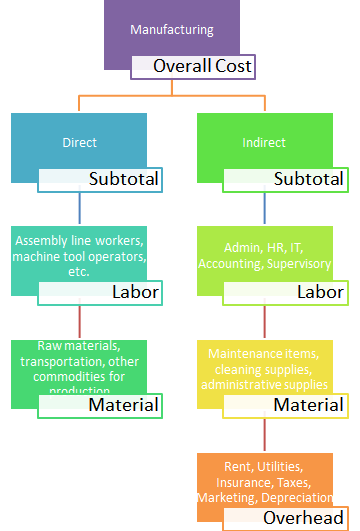 Manufacturing
Overall Cost
Direct
Subtotal
Indirect
Subtotal
Assembly line workers,
machine tool operators,
etc.
Labor
Admin, HR, IT,
Accounting, Supervisory
Labor
Raw materials,
transportation, other
commodities for
production
Material
Maintenance items,
cleaning supplies,
administrative supplies
Material
Rent, Utilities,
Insurance, Taxes,
Marketing, Depreciation
Overhead